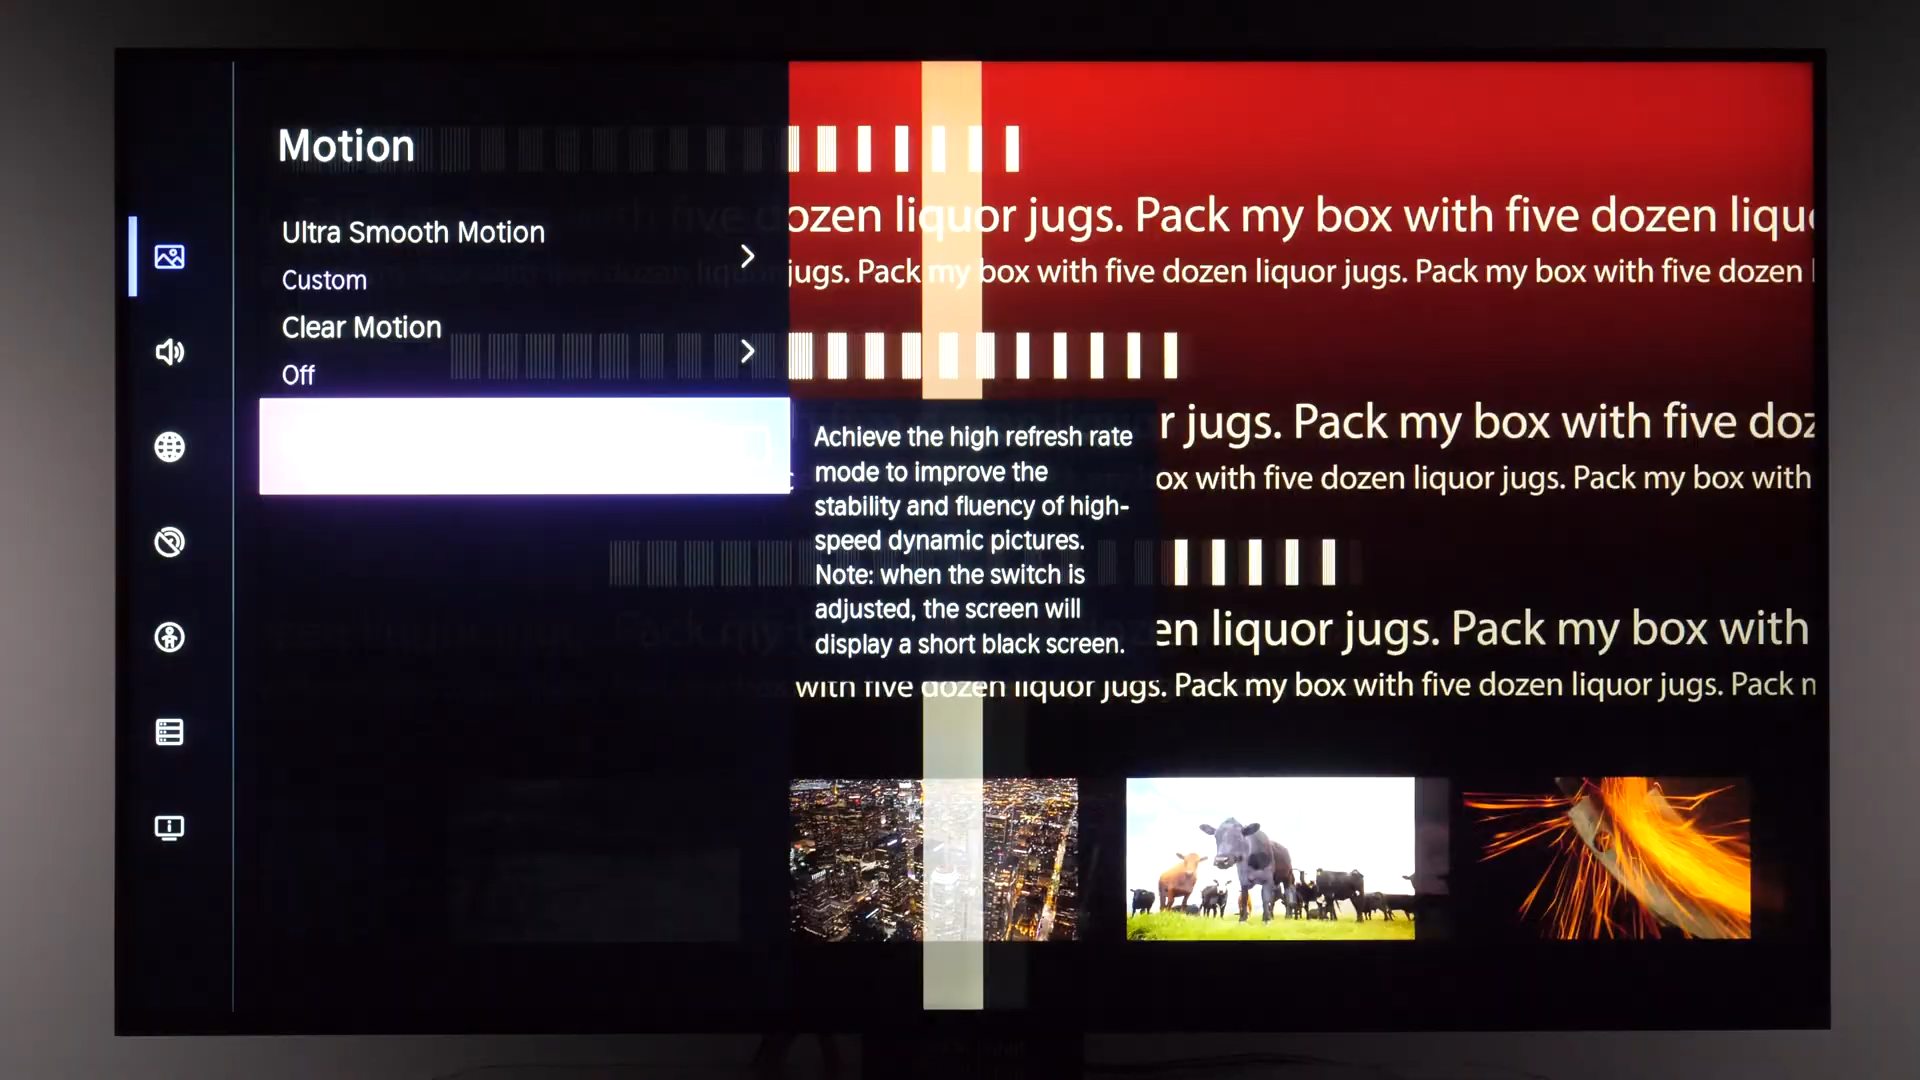 Motion
Ultra Smooth Motion
Custom
Clear Motion
Off
Achieve the high refresh rate
mode to improve the
stability and fluency of high-
speed dynamic pictures.
Note: when the switch is
adjusted, the screen will
display a short black screen.
dozen liquor jugs. Pack my box with five dozen liquo
jugs. Pack my box with five dozen liquor jugs. Pack my box with five dozen l
r jugs. Pack my box with five doz
ox with five dozen liquor jugs. Pack my box with
en liquor jugs. Pack my box with
with five dozen liquor jugs. Pack my box with five dozen liquor jugs. Pack